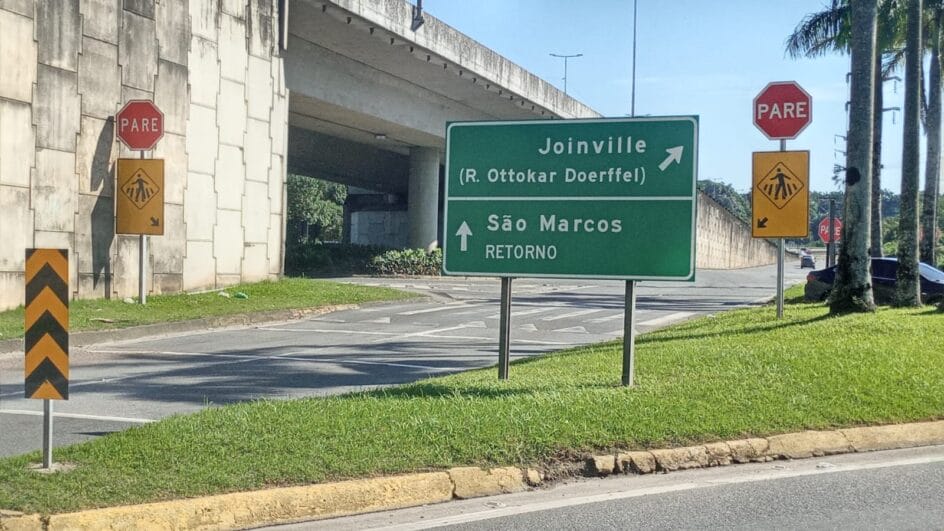 PARE
Joinville
(R. Ottokar Doerffel)
São Marcos
RETORNO
PARE
PARE